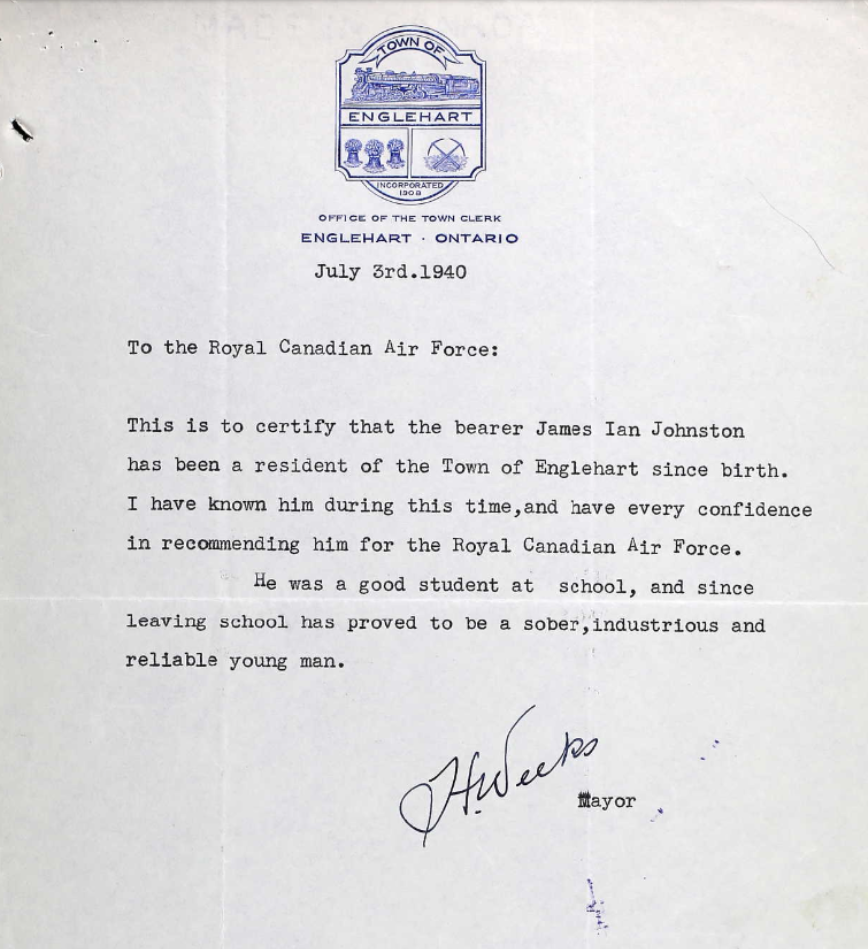 TOWN OF
ENGLEHART
INCORPORATED
1908
OFFICE OF THE TOWN CLERK
ENGLEHART · ONTARIO
July 3rd.1940
To the Royal Canadian Air Force:
This is to certify that the bearer James Ian Johnston
has been a resident of the Town of Englehart since birth.
I have known him during this time,and have every confidence
in recommending him for the Royal Canadian Air Force.
He was a good student at school, and since
leaving school has proved to be a sober,industrious and
reliable young man.
H. Weeks
Mayor